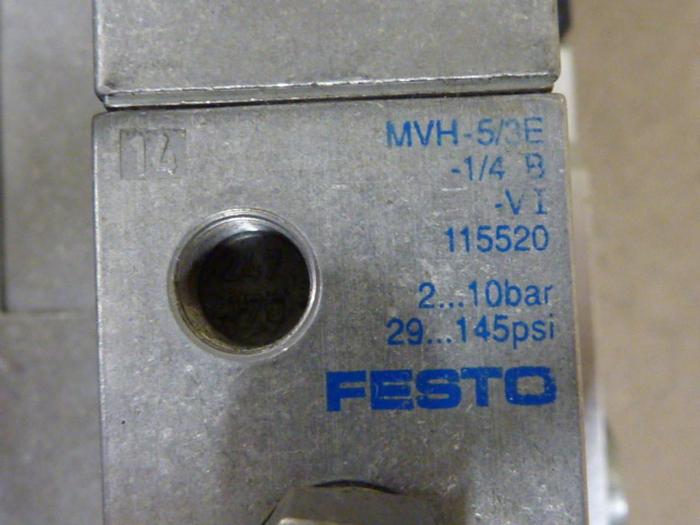 14
MVH-5/3E
-1/4 B
-VI
115520
2...10bar
29...145psi
FESTO